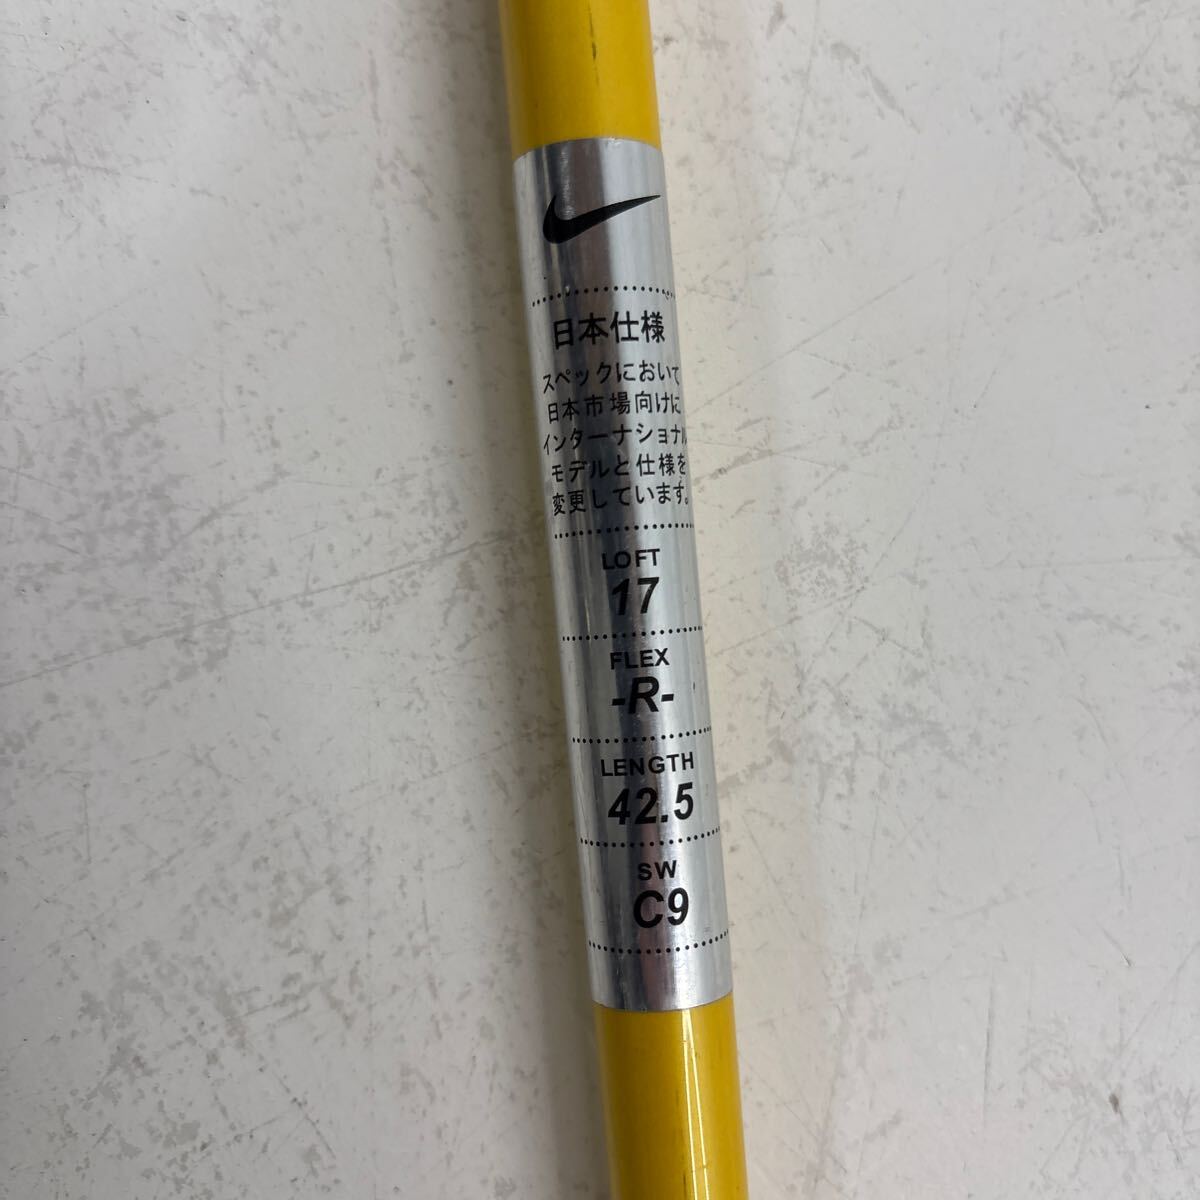 日本仕様
スペックにおいて
日本市場向けに
インターナショナル
モデルと仕様を
変更しています。
LOFT
17
FLEX
-R-
LENGTH
42.5
SW
C9